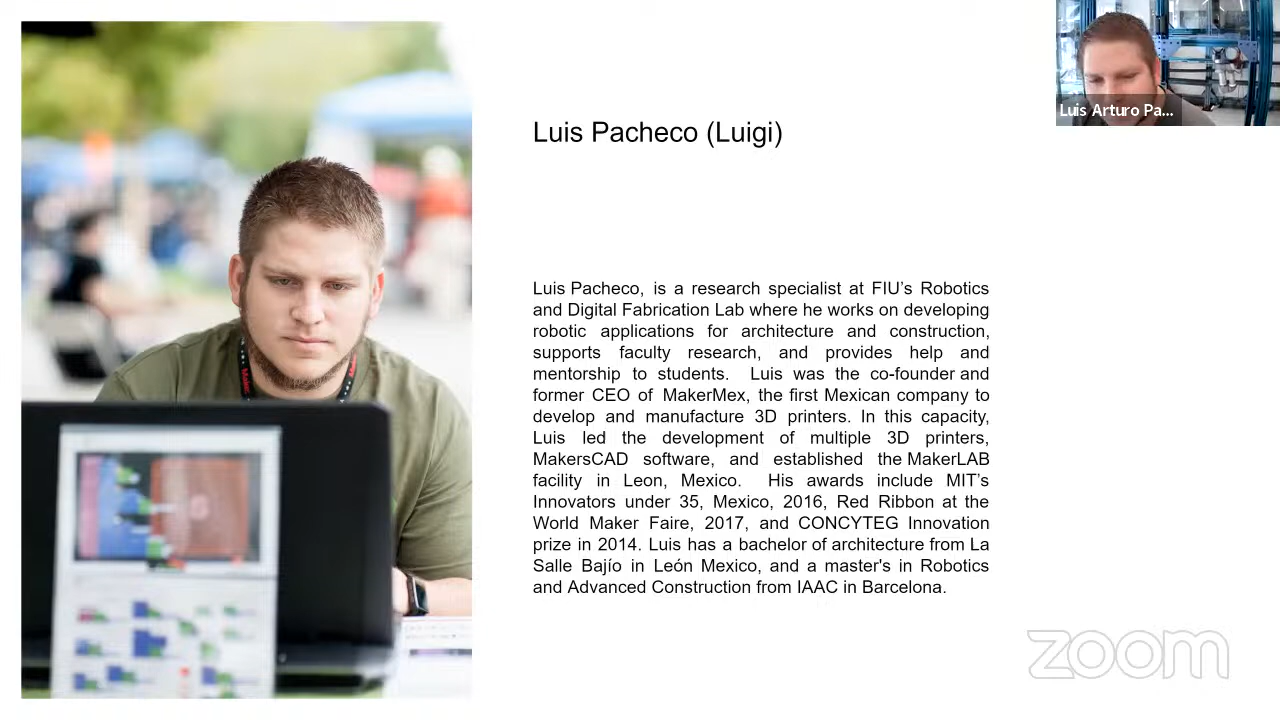 Luis Arturo Pa...
Luis Pacheco (Luigi)
Luis Pacheco, is a research specialist at FIU's Robotics
and Digital Fabrication Lab where he works on developing
robotic applications for architecture and construction,
supports faculty research, and provides help and
mentorship to students. Luis was the co-founder and
former CEO of MakerMex, the first Mexican company to
develop and manufacture 3D printers. In this capacity,
Luis led the development of multiple 3D printers,
MakersCAD software, and established the MakerLAB
facility in Leon, Mexico. His awards include MIT's
Innovators under 35, Mexico, 2016, Red Ribbon at the
World Maker Faire, 2017, and CONCYTEG Innovation
prize in 2014. Luis has a bachelor of architecture from La
Salle Bajío in León Mexico, and a master's in Robotics
and Advanced Construction from IAAC in Barcelona.
zoom